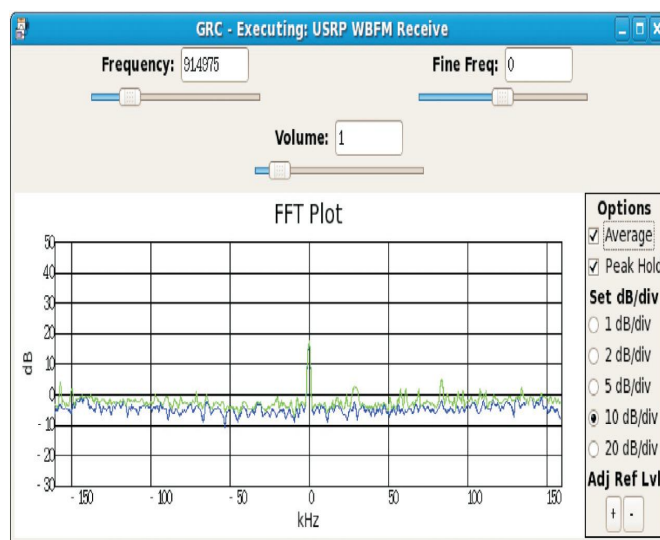 GRC - Executing: USRP WBFM Receive
Frequency: 91.4975
Fine Freq: 0
Volume: 1
FFT Plot
Options
Average
Peak Hold
Set dB/div
1 dB/div
2 dB/div
5 dB/div
10 dB/div
20 dB/div
Adj Ref Lvl
+ -
dB
50
40
30
20
10
0
-10
-20
-30
-150 -100 -50 0 50 100 150
kHz